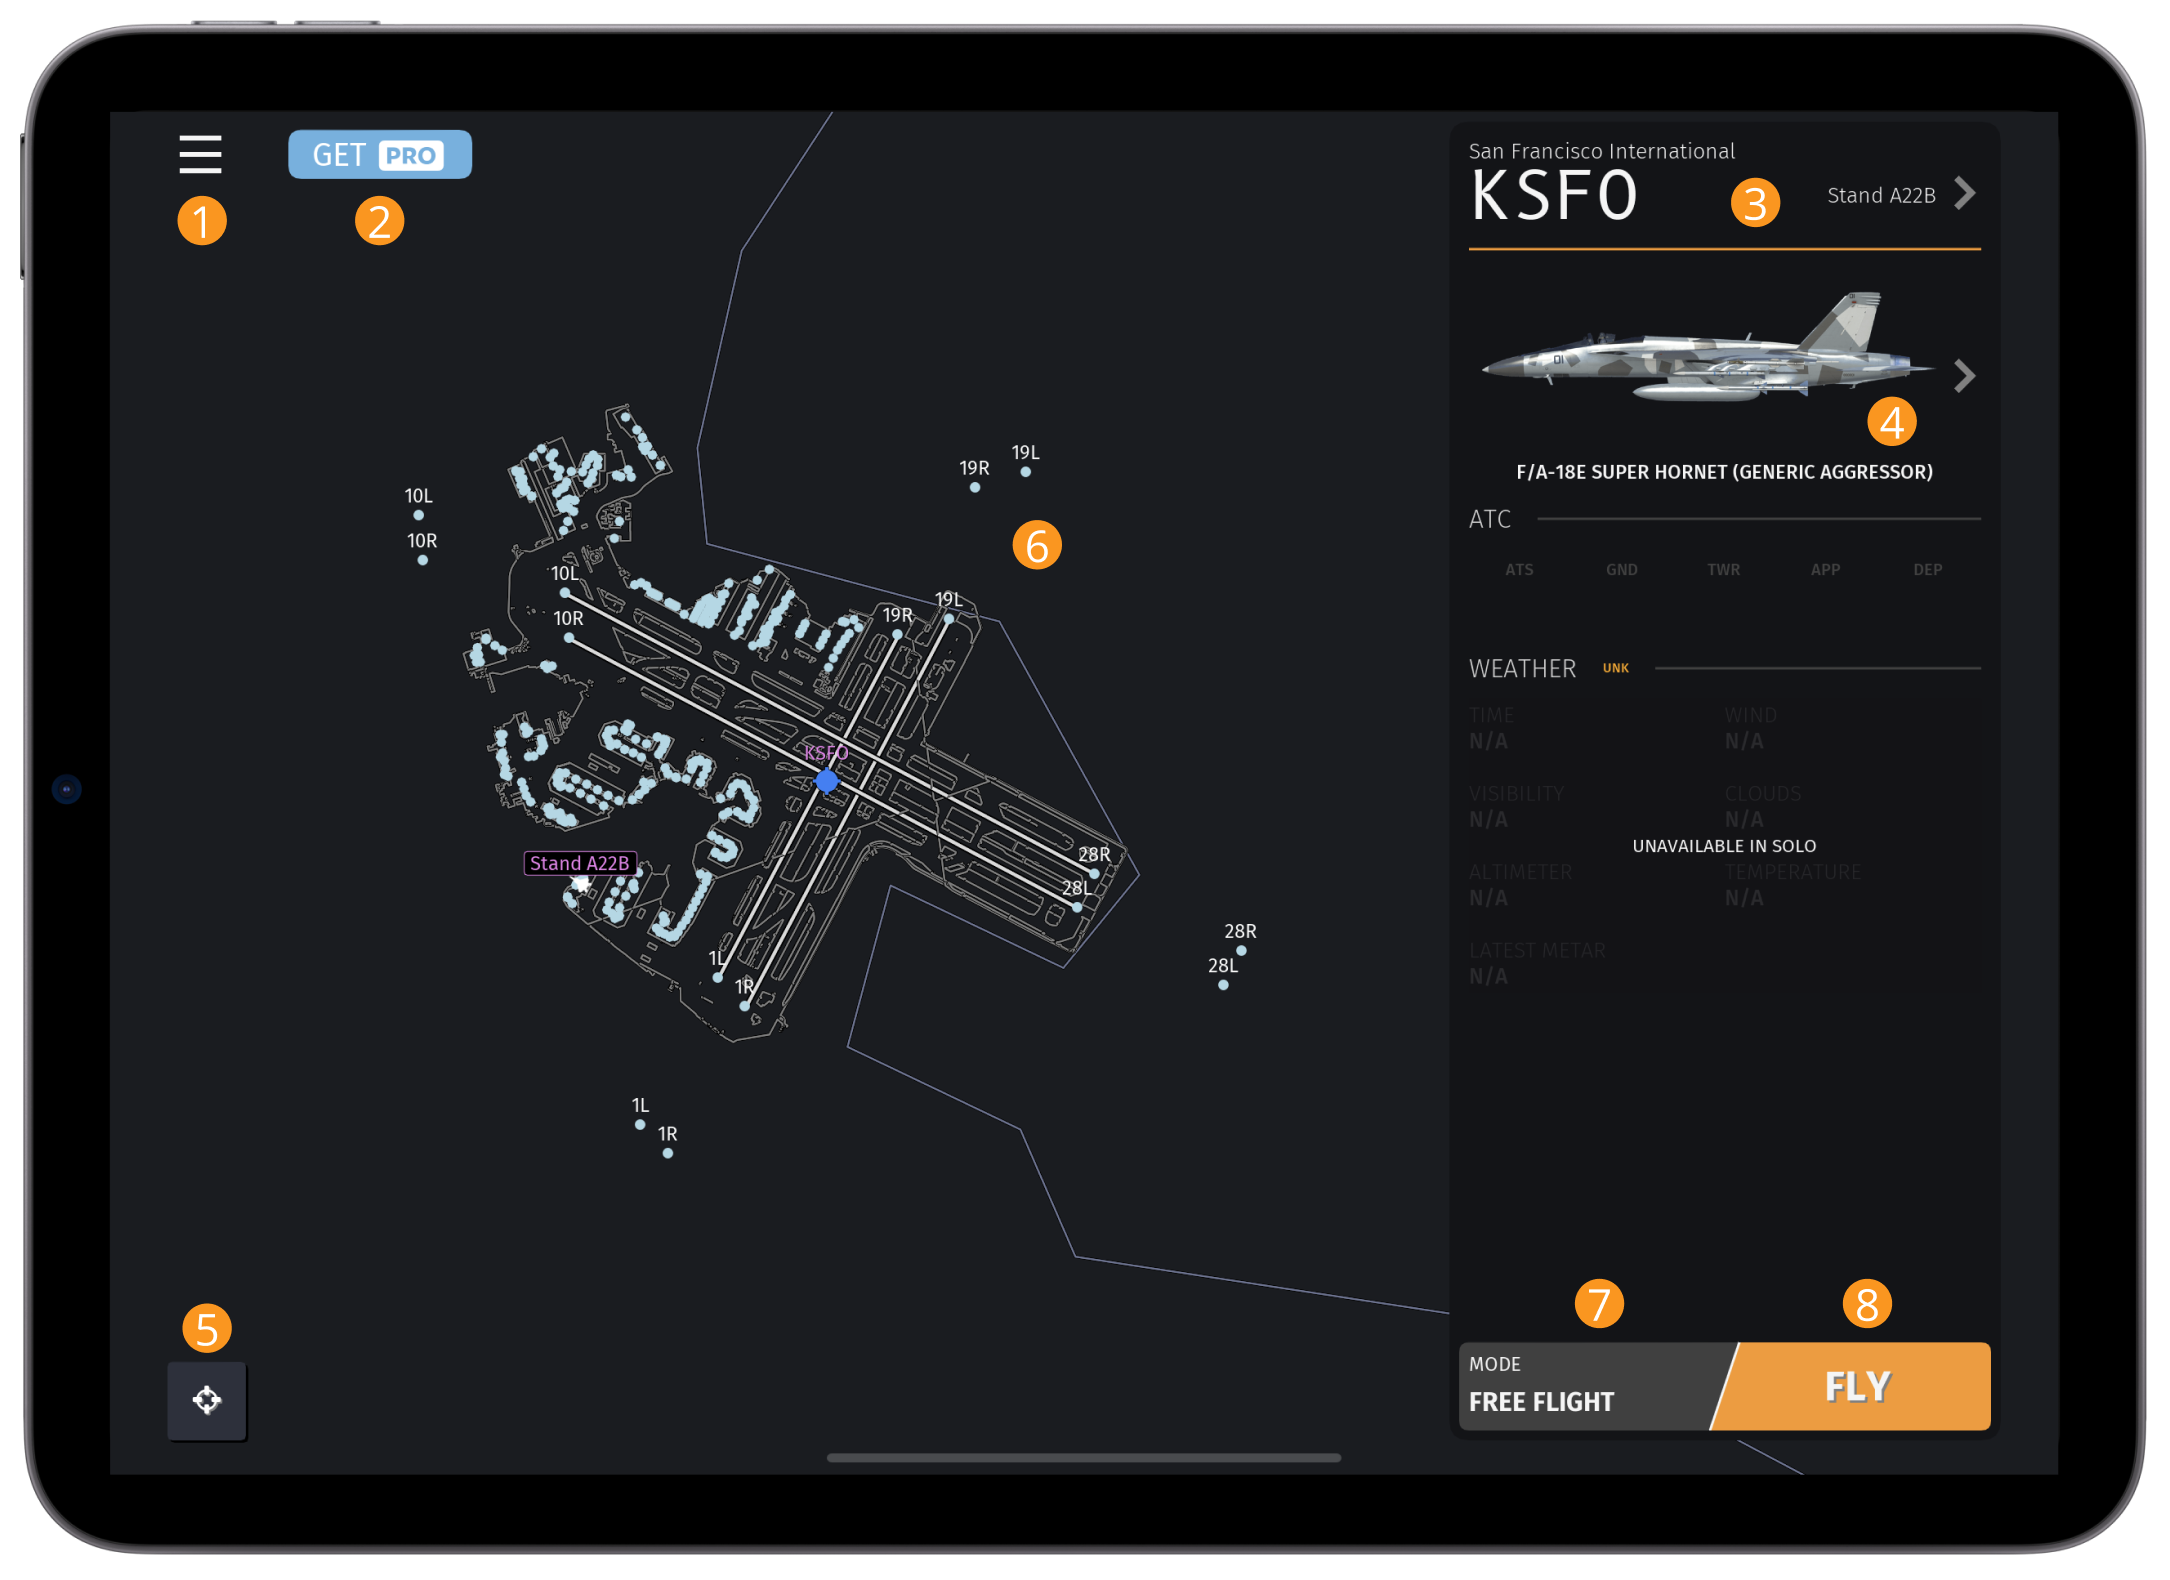 GET PRO
1
2
San Francisco International
KSFO
3
Stand A22B
01
4
F/A-18E SUPER HORNET (GENERIC AGGRESSOR)
ATC
ATS GND TWR APP DEP
WEATHER UNK
TIME WIND
N/A N/A
VISIBILITY CLOUDS
N/A N/A
UNAVAILABLE IN SOLO
ALTIMETER TEMPERATURE
N/A N/A
LATEST METAR
N/A
7
8
MODE
FREE FLIGHT
FLY
19L
19R
10L
10R
6
10L
10R
19L
19R
KSFO
Stand A22B
28R
28L
28R
28L
1L
1R
1L
1R
5